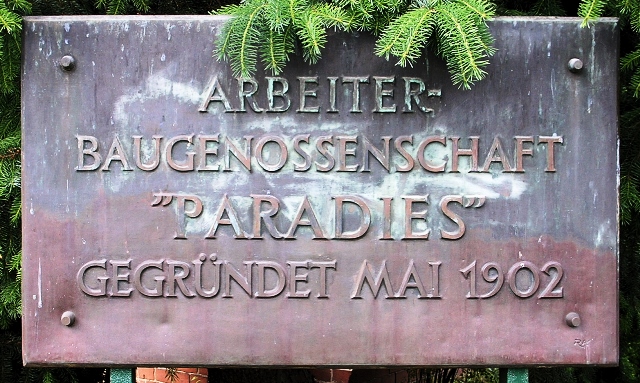 ARBEITER-
BAUGENOSSENSCHAFT
"PARADIES"
GEGRÜNDET MAI 1902